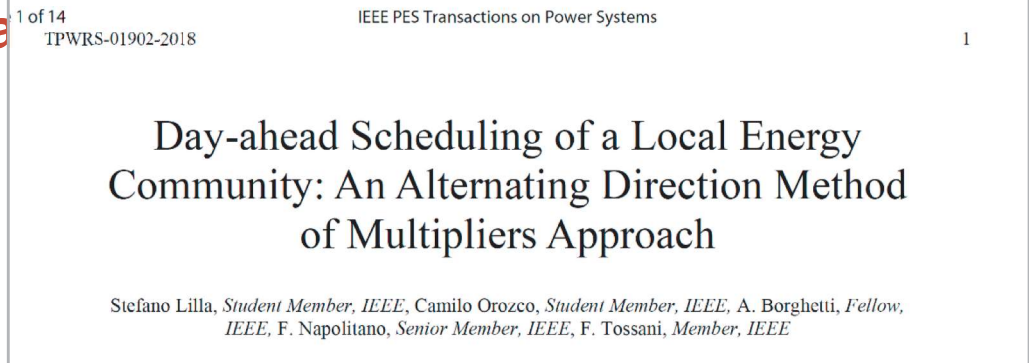 1 of 14
IEEE PES Transactions on Power Systems
TPWRS-01902-2018
1
Day-ahead Scheduling of a Local Energy
Community: An Alternating Direction Method
of Multipliers Approach
Stefano Lilla, Student Member, IEEE, Camilo Orozco, Student Member, IEEE, A. Borghetti, Fellow,
IEEE, F. Napolitano, Senior Member, IEEE, F. Tossani, Member, IEEE